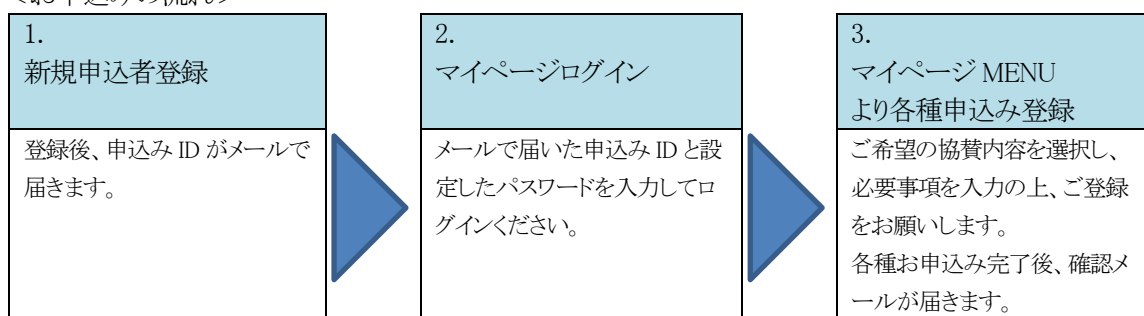 1.
新規申込者登録
登録後、申込み ID がメールで
届きます。
2.
マイページログイン
メールで届いた申込み ID と設
定したパスワードを入力してロ
グインください。
3.
マイページ MENU
より各種申込み登録
ご希望の協賛内容を選択し、
必要事項を入力の上、ご登録
をお願いします。
各種お申込み完了後、確認メ
ールが届きます。